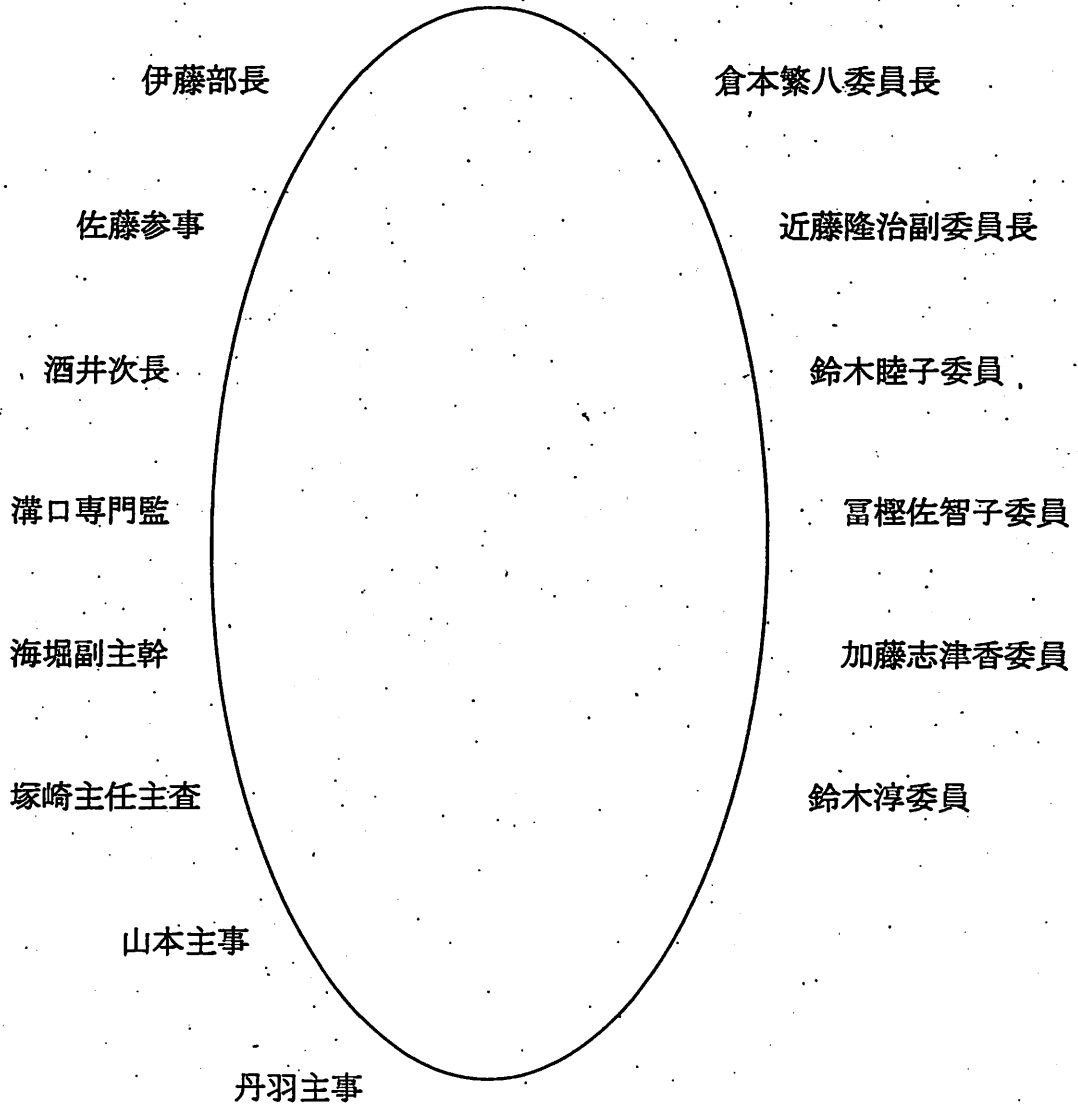 伊藤部長
倉本繁八委員長
佐藤参事
近藤隆治副委員長
酒井次長
鈴木睦子委員
溝口専門監
冨樫佐智子委員
海堀副主幹
加藤志津香委員
塚崎主任主査
鈴木淳委員
山本主事
丹羽主事